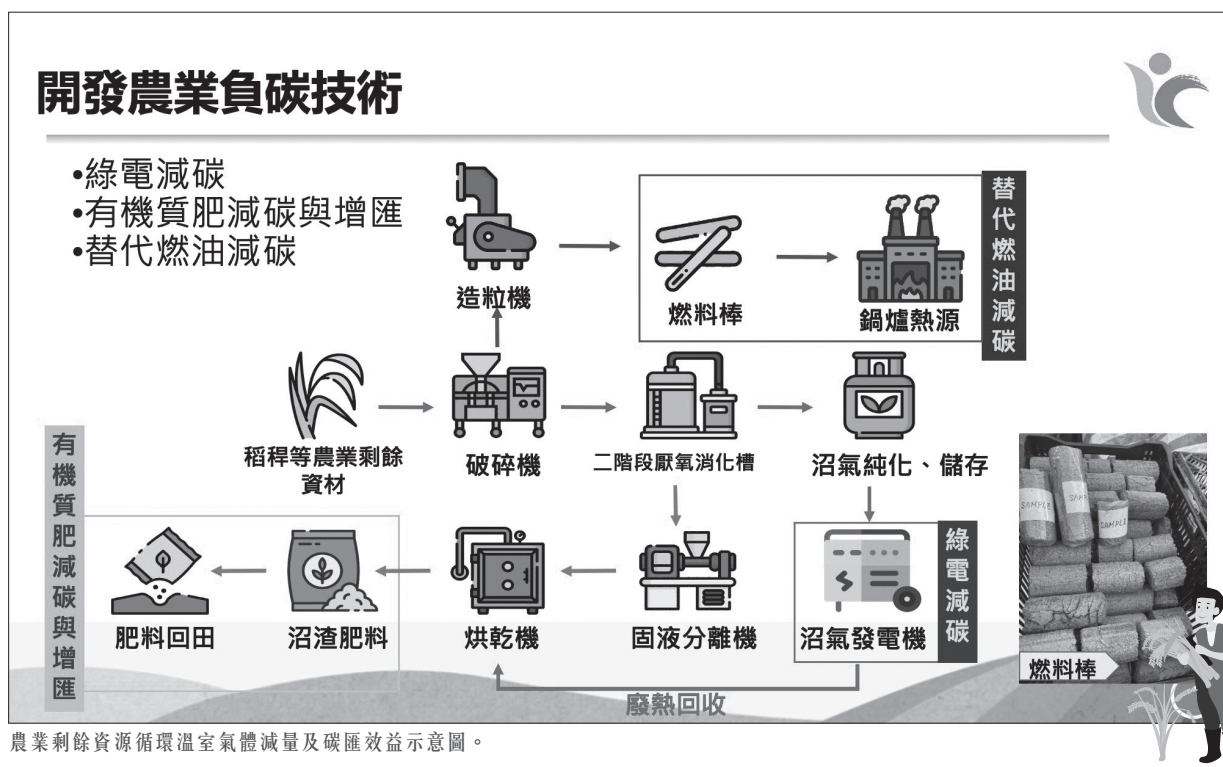 開發農業負碳技術
•綠電減碳
•有機質肥減碳與增匯
•替代燃油減碳
造粒機
燃料棒
鍋爐熱源
替代燃油減碳
稻稈等農業剩餘
資材
破碎機
二階段厭氧消化槽
沼氣純化、儲存
有機質肥減碳與增匯
肥料回田
沼渣肥料
烘乾機
固液分離機
沼氣發電機
綠電減碳
廢熱回收
SAMPLE
SAMPLE
燃料棒
農業剩餘資源循環溫室氣體減量及碳匯效益示意圖。